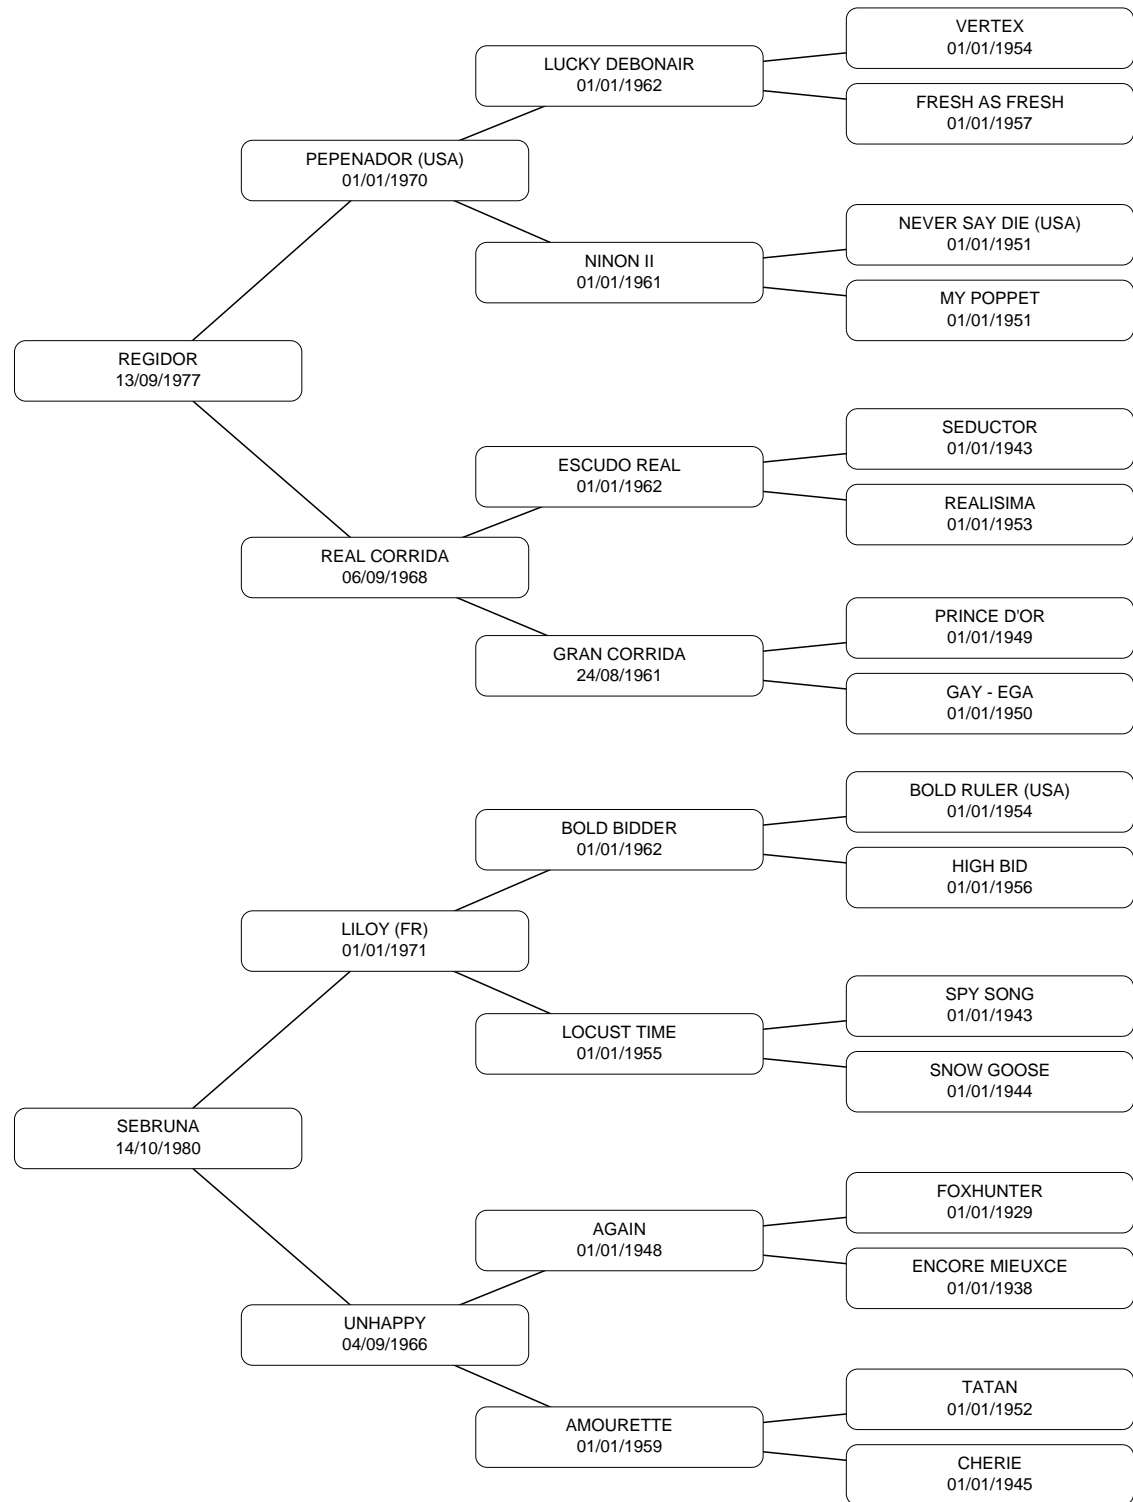 VERTEX
01/01/1954
LUCKY DEBONAIR
01/01/1962
FRESH AS FRESH
01/01/1957
PEPENADOR (USA)
01/01/1970
NEVER SAY DIE (USA)
01/01/1951
NINON II
01/01/1961
MY POPPET
01/01/1951
REGIDOR
13/09/1977
SEDUCTOR
01/01/1943
ESCUDO REAL
01/01/1962
REALISIMA
01/01/1953
REAL CORRIDA
06/09/1968
PRINCE D'OR
01/01/1949
GRAN CORRIDA
24/08/1961
GAY - EGA
01/01/1950
BOLD RULER (USA)
01/01/1954
BOLD BIDDER
01/01/1962
HIGH BID
01/01/1956
LILOY (FR)
01/01/1971
SPY SONG
01/01/1943
LOCUST TIME
01/01/1955
SNOW GOOSE
01/01/1944
SEBRUNA
14/10/1980
FOXHUNTER
01/01/1929
AGAIN
01/01/1948
ENCORE MIEUXCE
01/01/1938
UNHAPPY
04/09/1966
TATAN
01/01/1952
AMOURETTE
01/01/1959
CHERIE
01/01/1945